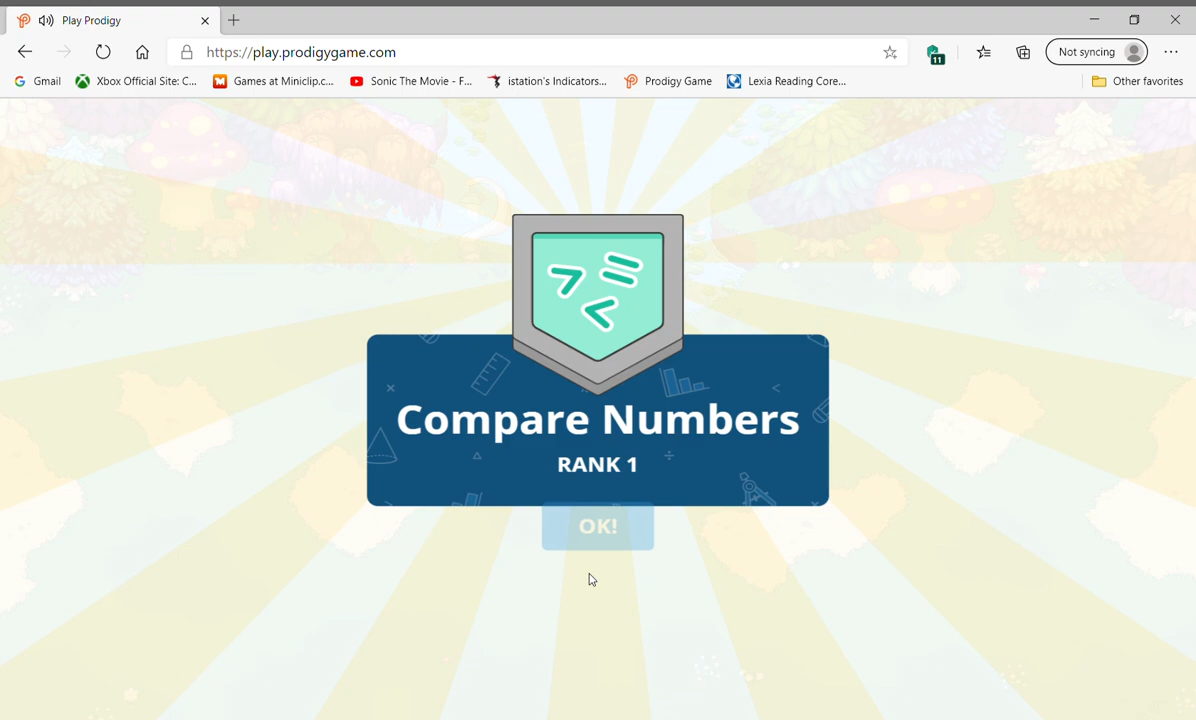 Play Prodigy
https://play.prodigygame.com
11
Not syncing
Gmail
Xbox Official Site: C...
Games at Miniclip.c...
Sonic The Movie - F...
istation's Indicators...
Prodigy Game
Lexia Reading Core...
Other favorites
> =
<
Compare Numbers
RANK 1
OK!